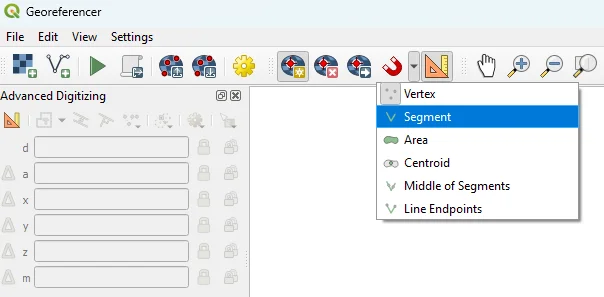 Georeferencer
File Edit View Settings
Advanced Digitizing
d
a
x
y
z
m
Vertex
Segment
Area
Centroid
Middle of Segments
Line Endpoints